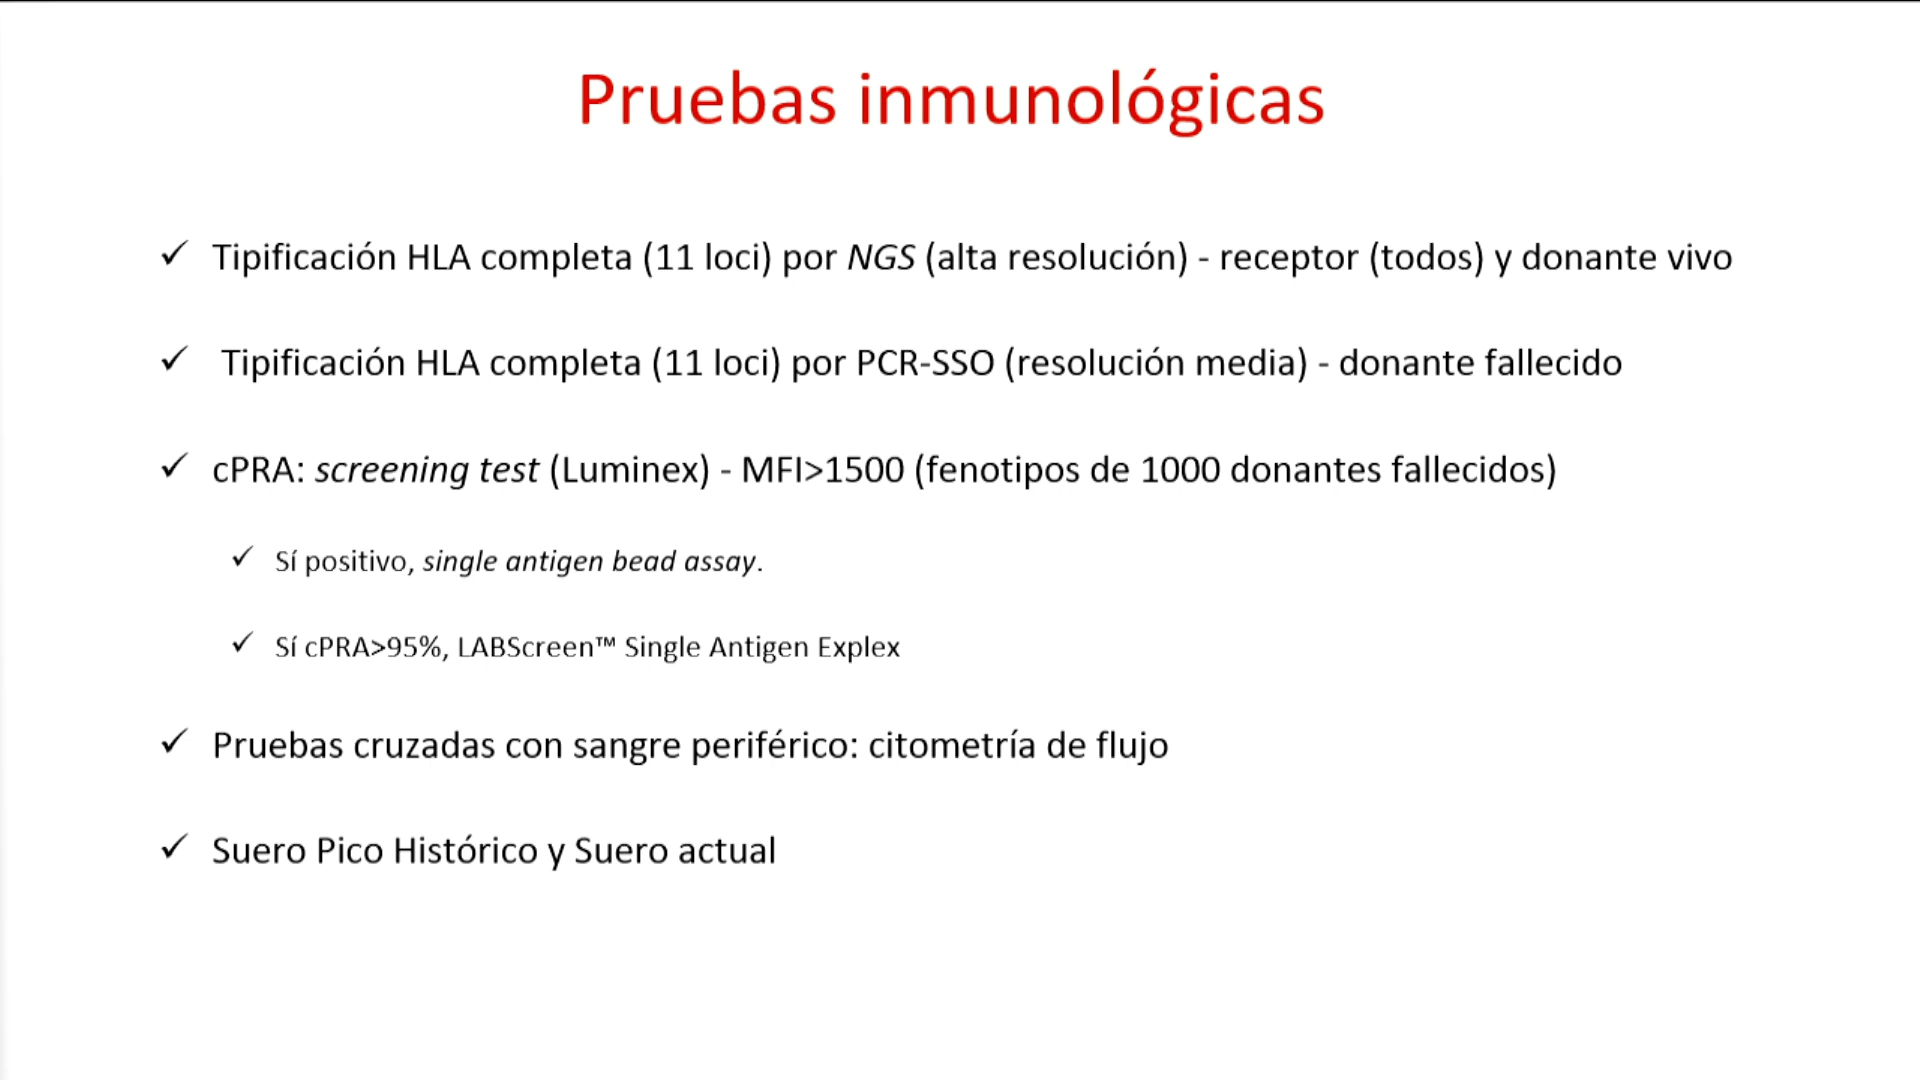 Pruebas inmunológicas
✓ Tipificación HLA completa (11 loci) por NGS (alta resolución) - receptor (todos) y donante vivo
✓ Tipificación HLA completa (11 loci) por PCR-SSO (resolución media) - donante fallecido
✓ cPRA: screening test (Luminex) - MFI>1500 (fenotipos de 1000 donantes fallecidos)
✓ Sí positivo, single antigen bead assay.
✓ Sí cPRA>95%, LABScreen™ Single Antigen Explex
✓ Pruebas cruzadas con sangre periférico: citometría de flujo
✓ Suero Pico Histórico y Suero actual